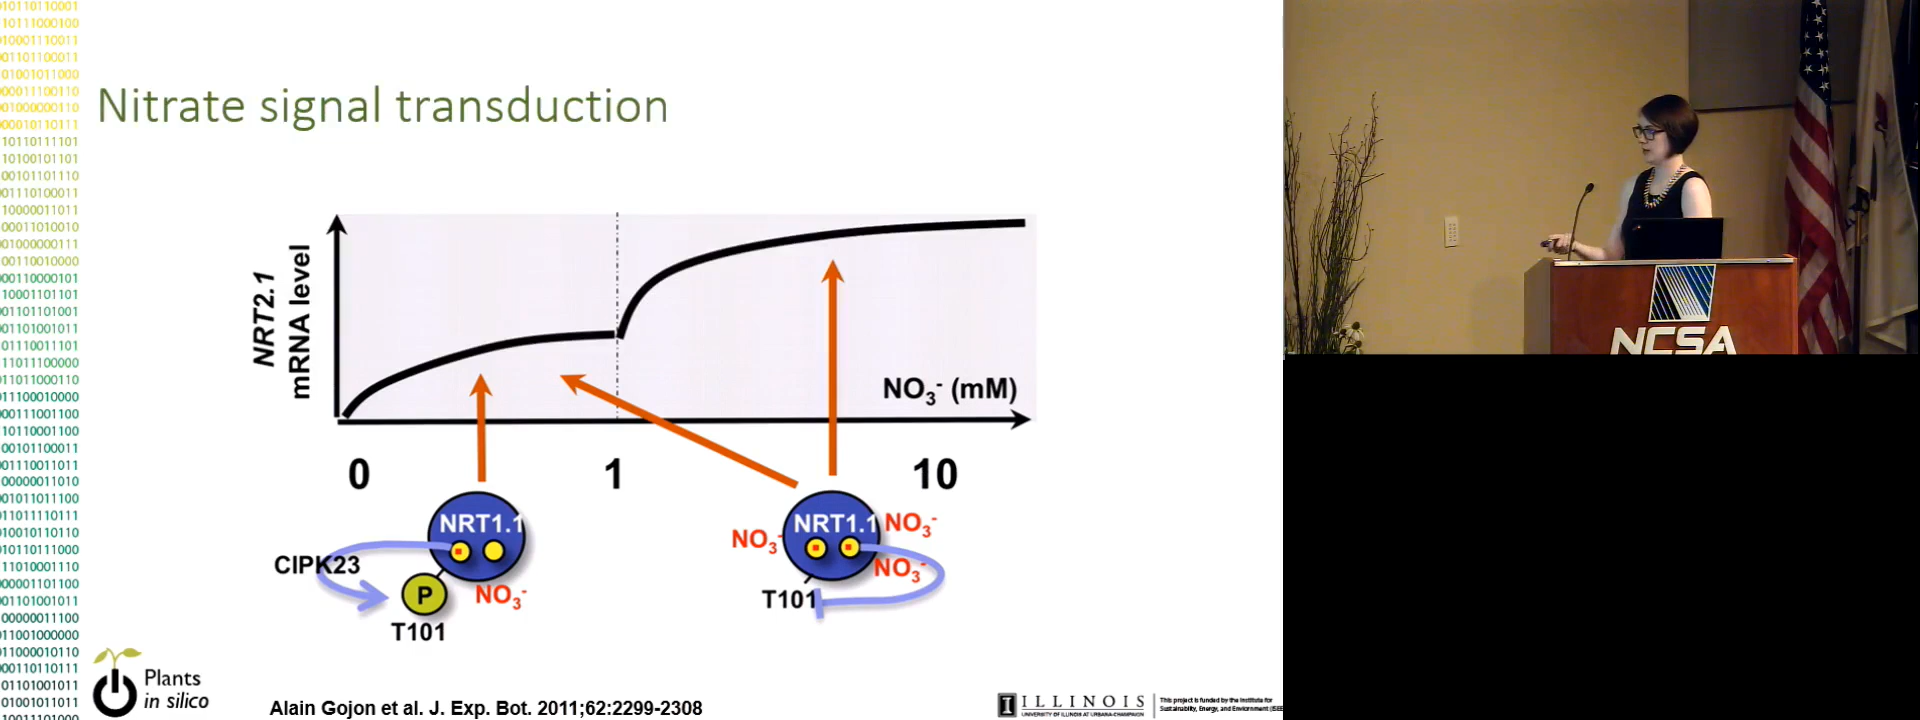 Nitrate signal transduction
NRT2.1
mRNA level
NO₃⁻ (mM)
0
1
10
NRT1.1
CIPK23
P
NO₃⁻
T101
NRT1.1
NO₃⁻
NO₃⁻
NO₃⁻
T101
Plants
in silico
Alain Gojon et al. J. Exp. Bot. 2011;62:2299-2308
I ILLINOIS
UNIVERSITY OF ILLINOIS AT URBANA-CHAMPAIGN
This project is funded by the Institute for
Sustainability, Energy, and Environment
NCSA